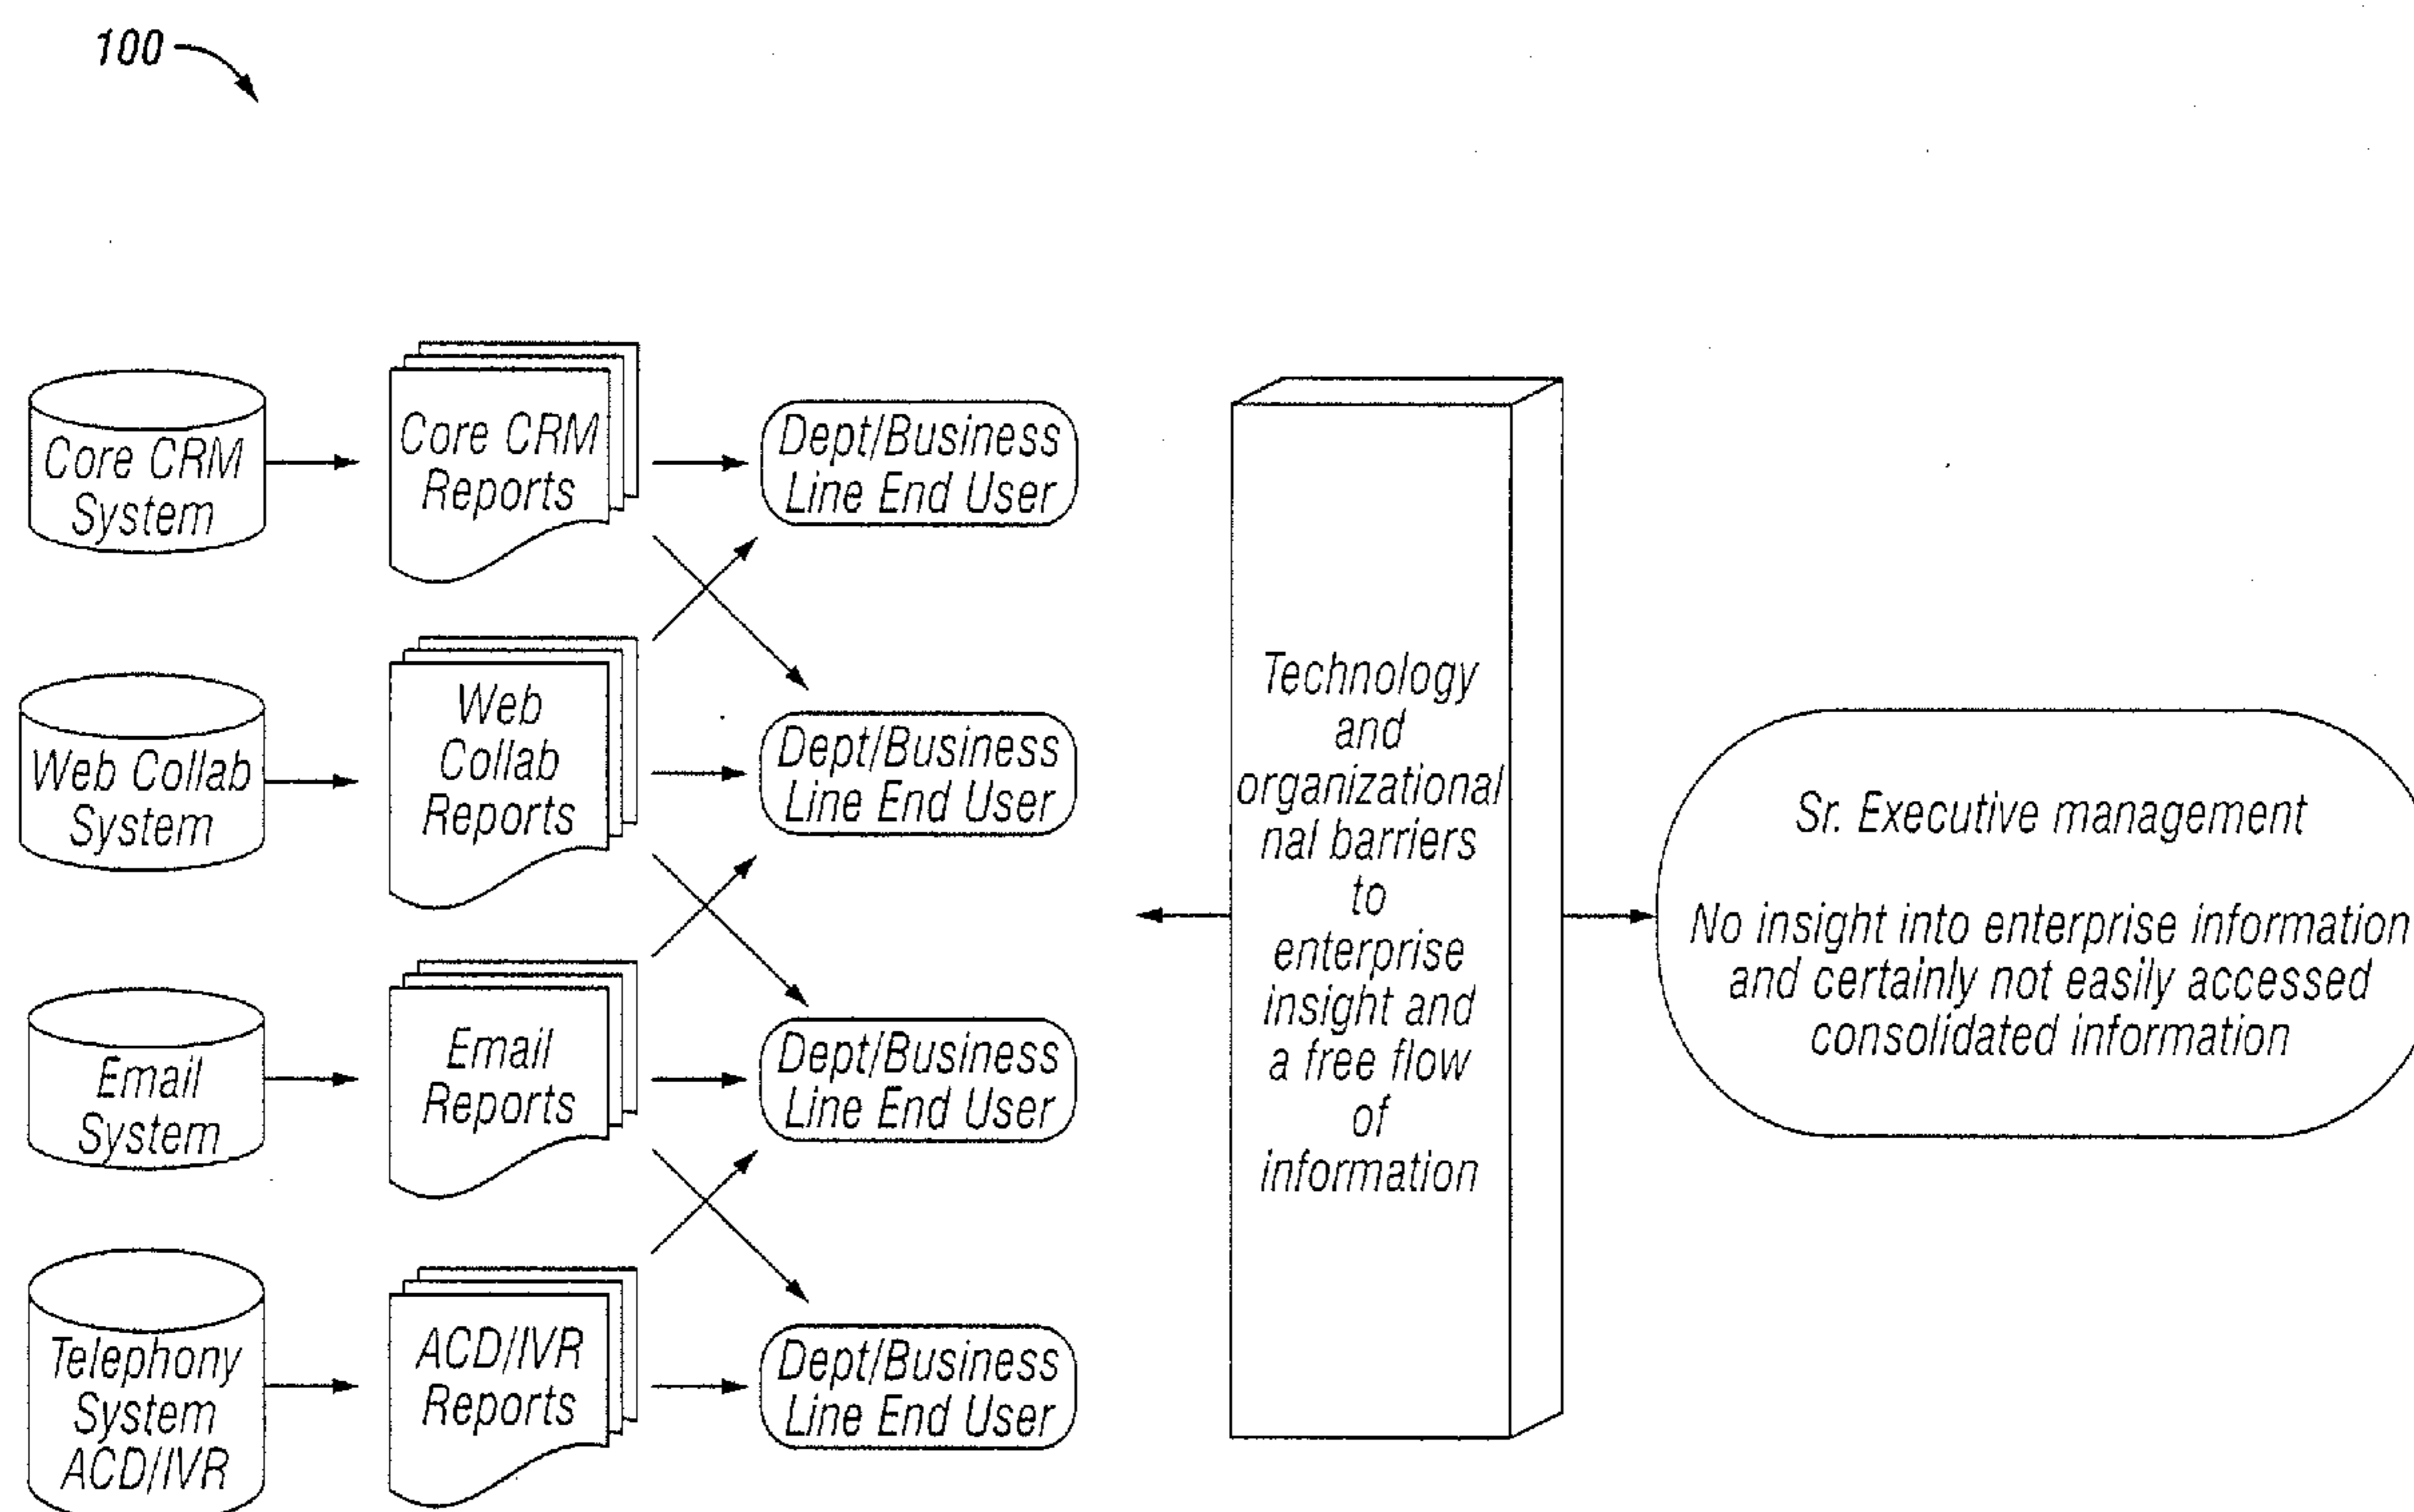 100
Core CRM
System
Core CRM
Reports
Dept/Business
Line End User
Web Collab
System
Web
Collab
Reports
Dept/Business
Line End User
Email
System
Email
Reports
Dept/Business
Line End User
Telephony
System
ACD/IVR
ACD/IVR
Reports
Dept/Business
Line End User
Technology
and
organizational
nal barriers
to
enterprise
insight and
a free flow
of
information
Sr. Executive management
No insight into enterprise information
and certainly not easily accessed
consolidated information